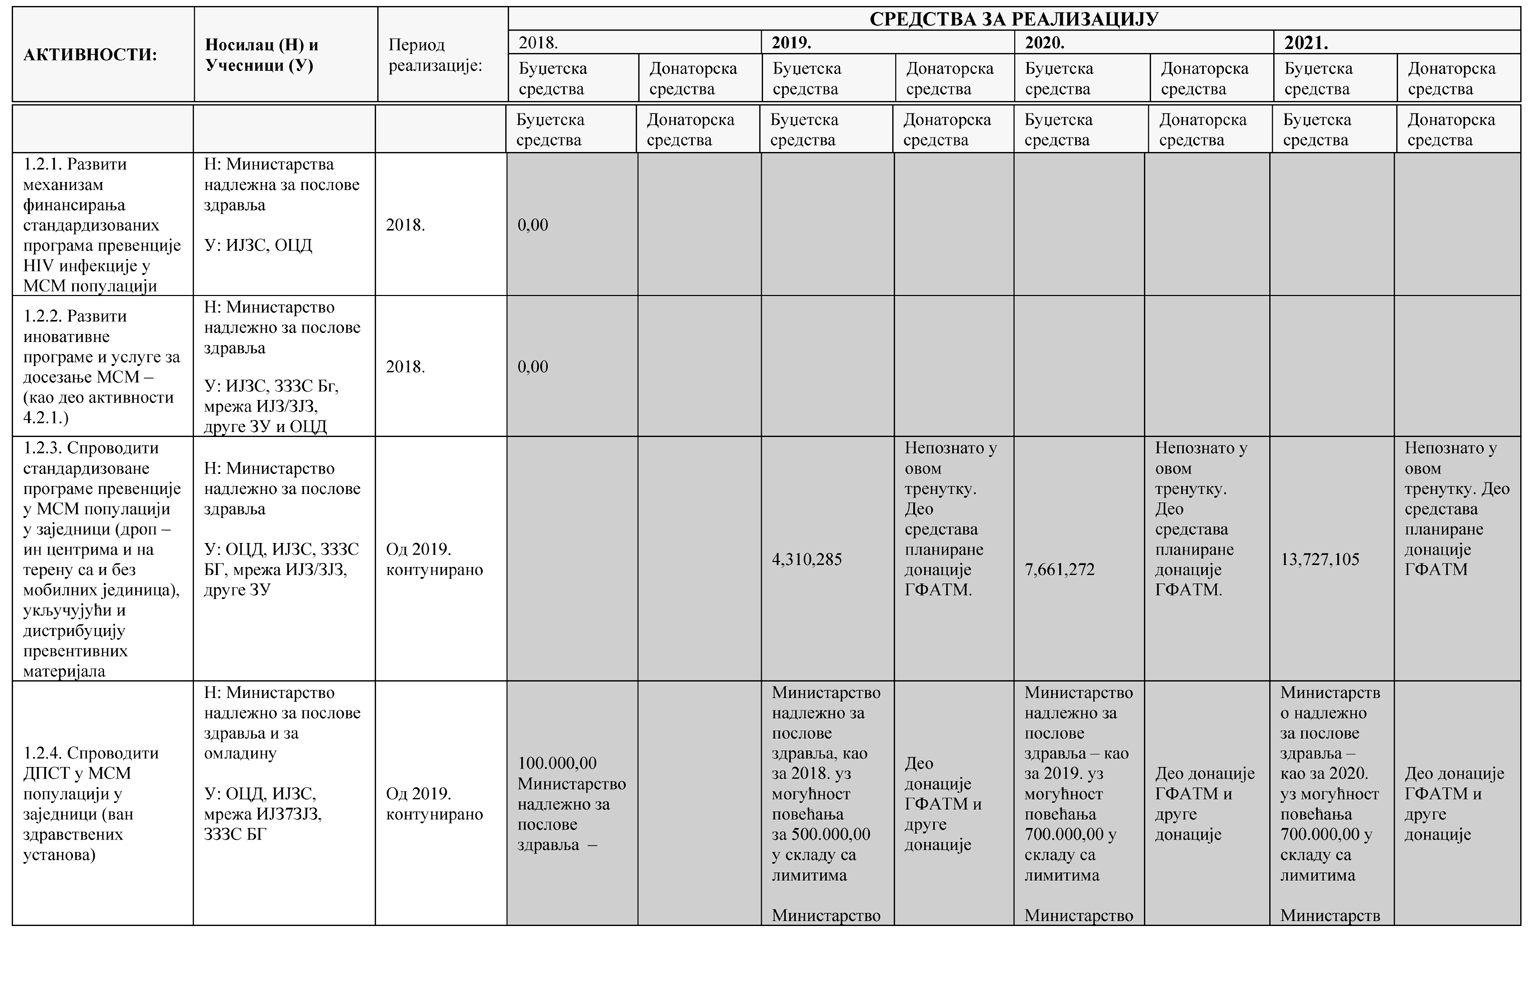 АКТИВНОСТИ:
Носилац (Н) и
Учесници (У)
Период
реализације:
СРЕДСТВА ЗА РЕАЛИЗАЦИЈУ
2018.
2019.
2020.
2021.
Буџетска
средства
Донаторска
средства
Буџетска
средства
Донаторска
средства
Буџетска
средства
Донаторска
средства
Буџетска
средства
Донаторска
средства
Буџетска
средства
Донаторска
средства
Буџетска
средства
Донаторска
средства
Буџетска
средства
Донаторска
средства
Буџетска
средства
Донаторска
средства
1.2.1. Развити
механизам
финансирања
стандардизованих
програма превенције
HIV инфекције у
МСМ популацији
Н: Министарства
надлежна за послове
здравља
У: ИЈЗС, ОЦД
2018.
0,00
1.2.2. Развити
иновативне
програме и услуге за
досезање МСМ –
(као део активности
4.2.1.)
Н: Министарство
надлежно за послове
здравља
У: ИЈЗС, ЗЗЗС Бг,
мрежа ИЈЗ/ЗЈЗ,
друге ЗУ и ОЦД
2018.
0,00
1.2.3. Спроводити
стандардизоване
програме превенције
у МСМ популацији
у заједници (дроп –
ин центрима и на
терену са и без
мобилних јединица),
укључујући и
дистрибуцију
превентивних
материјала
Н: Министарство
надлежно за послове
здравља
У: ОЦД, ИЈЗС, ЗЗЗС
БГ, мрежа ИЈЗ/ЗЈЗ,
друге ЗУ
Од 2019.
контунирано
4,310,285
Непознато у
овом
тренутку.
Део
средстава
планиране
донације
ГФАТМ.
7,661,272
Непознато у
овом
тренутку.
Део
средстава
планиране
донације
ГФАТМ.
13,727,105
Непознато у
овом
тренутку. Део
средстава
планиране
донације
ГФАТМ
1.2.4. Спроводити
ДПСТ у МСМ
популацији у
заједници (ван
здравствених
установа)
Н: Министарство
надлежно за послове
здравља и за
омладину
У: ОЦД, ИЈЗС,
мрежа ИЈЗ7ЗЈЗ,
ЗЗЗС БГ
Од 2019.
контунирано
100.000,00
Министарство
надлежно за
послове
здравља –
Министарство
надлежно за
послове
здравља, као
за 2018. уз
могућност
повећања
за 500.000,00
у складу са
лимитима
Министарство
Део
донације
ГФАТМ и
друге
донације
Министарство
надлежно за
послове
здравља – као
за 2019. уз
могућност
повећања
700.000,00 у
складу са
лимитима
Министарство
Део донације
ГФАТМ и
друге
донације
Министарств
о надлежно
за послове
здравља –
као за 2020.
уз могућност
повећања
700.000,00 у
складу са
лимитима
Министарств
Део донације
ГФАТМ и
друге
донације